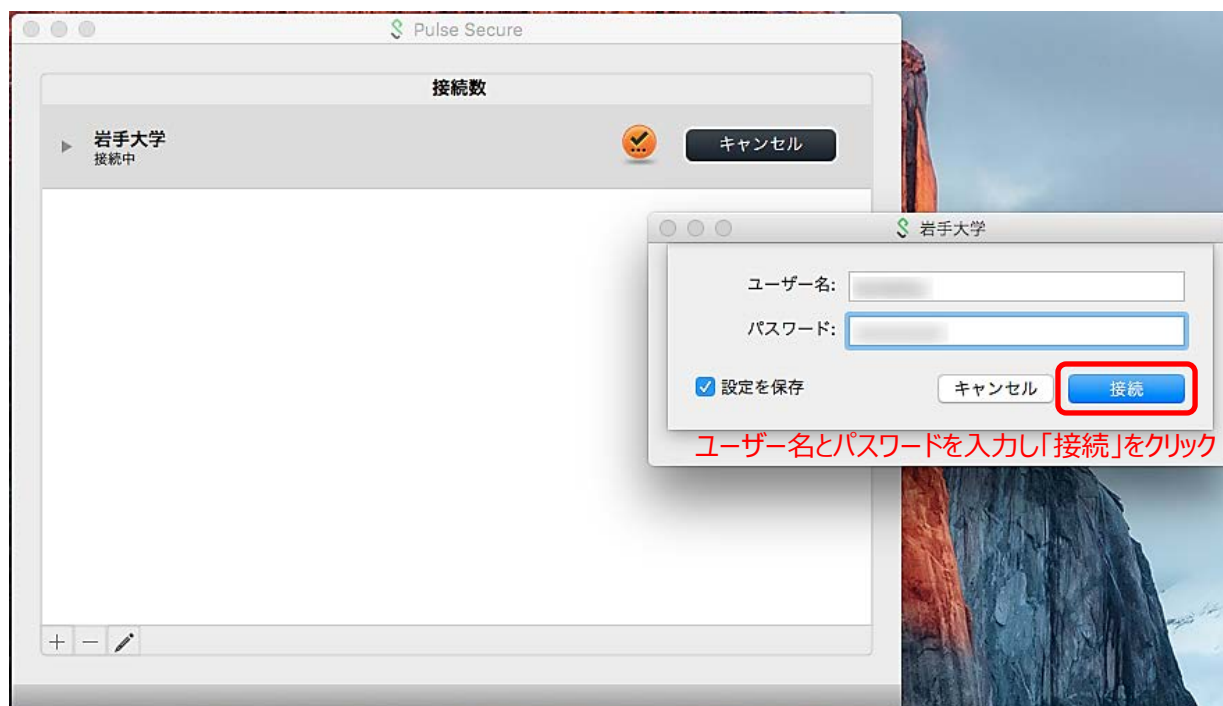 Pulse Secure
接続数
岩手大学
接続中
キャンセル
岩手大学
ユーザー名:
パスワード:
設定を保存
キャンセル
接続
ユーザー名とパスワードを入力し「接続」をクリック